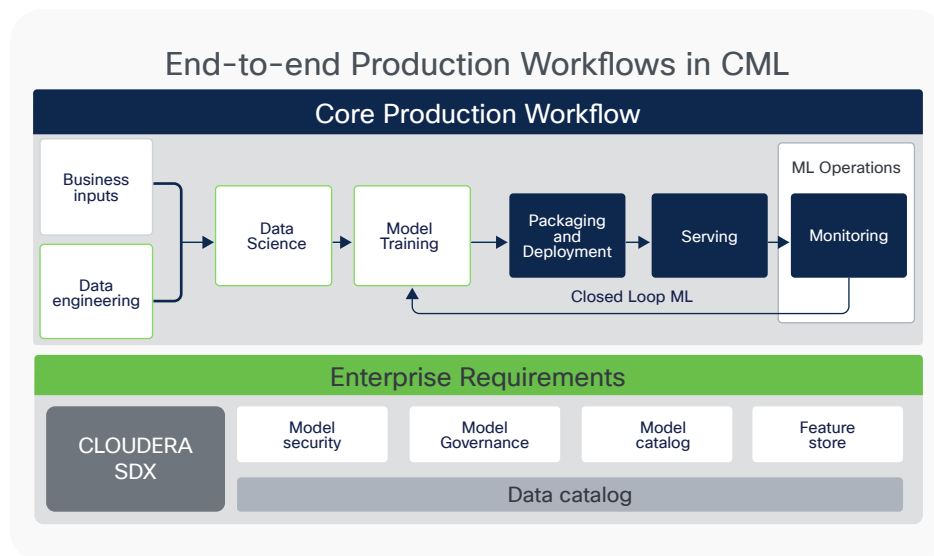 End-to-end Production Workflows in CML
Core Production Workflow
Business
inputs
Data
engineering
Data
Science
Model
Training
Packaging
and
Deployment
Serving
ML Operations
Monitoring
Closed Loop ML
Enterprise Requirements
CLOUDERA
SDX
Model
security
Model
Governance
Model
catalog
Feature
store
Data catalog